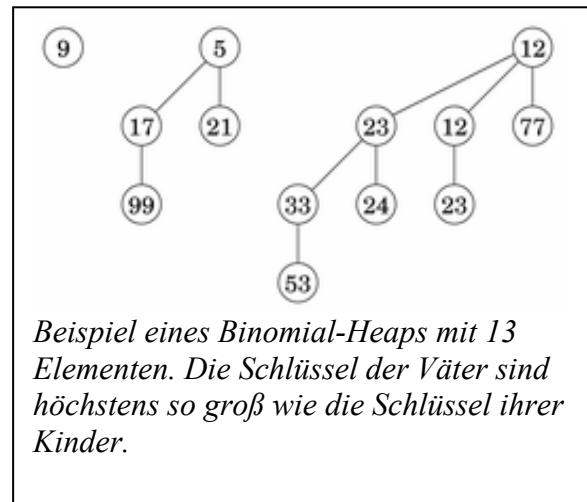 9 5 12
17 21 23 12 77
99 33 24 23
53
Beispiel eines Binomial-Heaps mit 13
Elementen. Die Schlüssel der Väter sind
höchstens so groß wie die Schlüssel ihrer
Kinder.